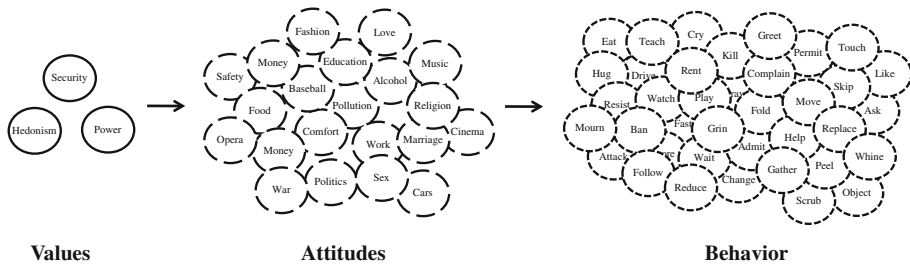 Security
Hedonism
Power
Values
Fashion
Love
Safety
Money
Education
Music
Baseball
Alcohol
Food
Pollution
Religion
Opera
Comfort
Money
Work
Marriage
Cinema
War
Politics
Sex
Cars
Attitudes
Eat
Teach
Cry
Kill
Greet
Permit
Touch
Hug
Drive
Rent
Complain
Skip
Like
Resist
Watch
Play
Fold
Move
Ask
Mourn
Ban
Fast
Grin
Help
Replace
Attack
Wait
Admit
Follow
Reduce
Change
Gather
Peel
Whine
Scrub
Object
Behavior